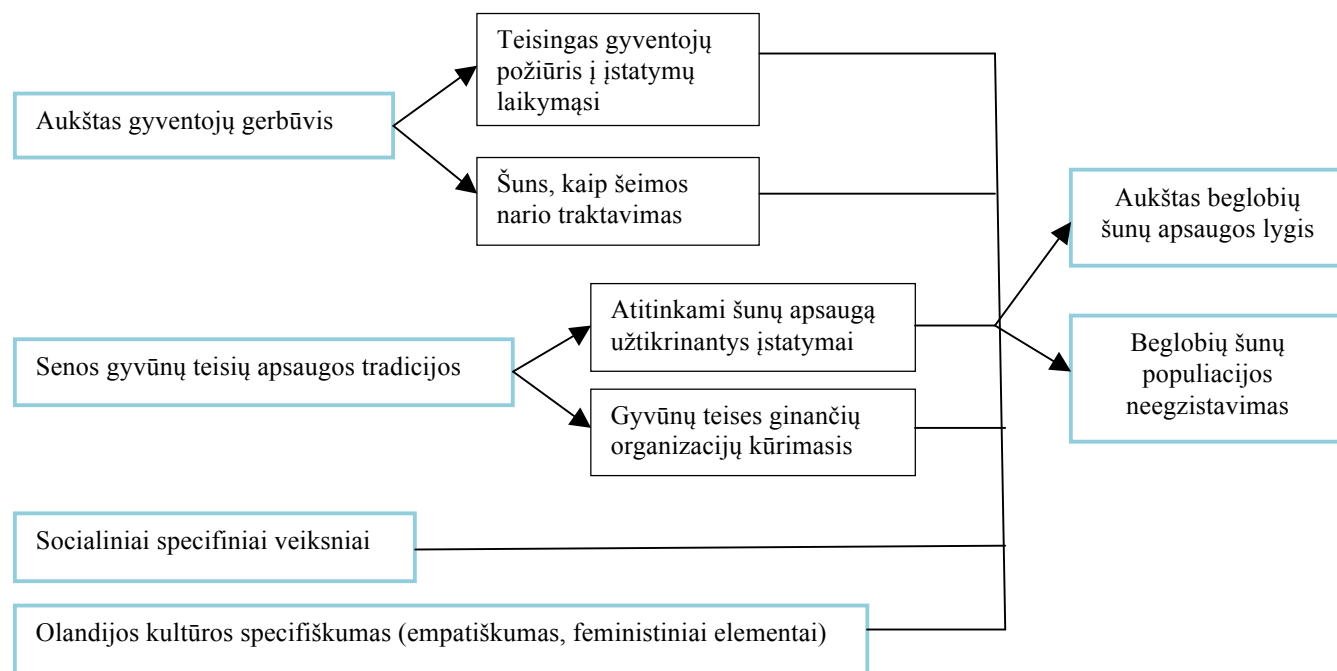 Teisingas gyventojų
požiūris į įstatymų
laikymąsi
Aukštas gyventojų gerbūvis
Šuns, kaip šeimos
nario traktavimas
Aukštas beglobių
šunų apsaugos lygis
Atitinkami šunų apsaugą
užtikrinantys įstatymai
Senos gyvūnų teisių apsaugos tradicijos
Beglobių šunų
populiacijos
neegzistavimas
Gyvūnų teises ginančių
organizacijų kūrimasis
Socialiniai specifiniai veiksniai
Olandijos kultūros specifiškumas (empatiškumas, feministiniai elementai)